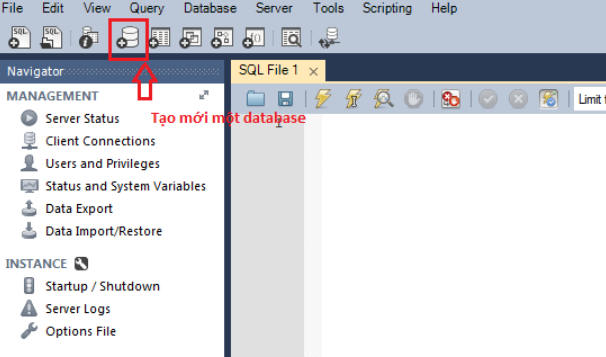 File Edit View Query Database Server Tools Scripting Help
SQL SQL
Navigator SQL File 1
MANAGEMENT
Limit
Server Status
Tạo mới một database
Client Connections
Users and Privileges
Status and System Variables
Data Export
Data Import/Restore
INSTANCE
Startup / Shutdown
Server Logs
Options File